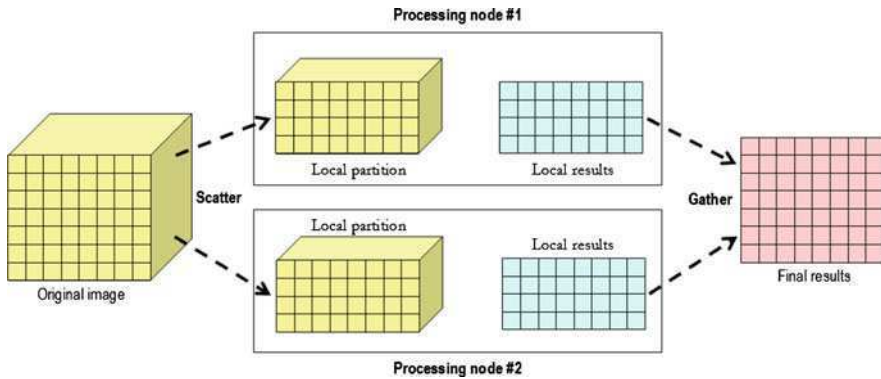 Processing node #1
Local partition
Local results
Scatter
Original image
Gather
Final results
Local partition
Local results
Processing node #2